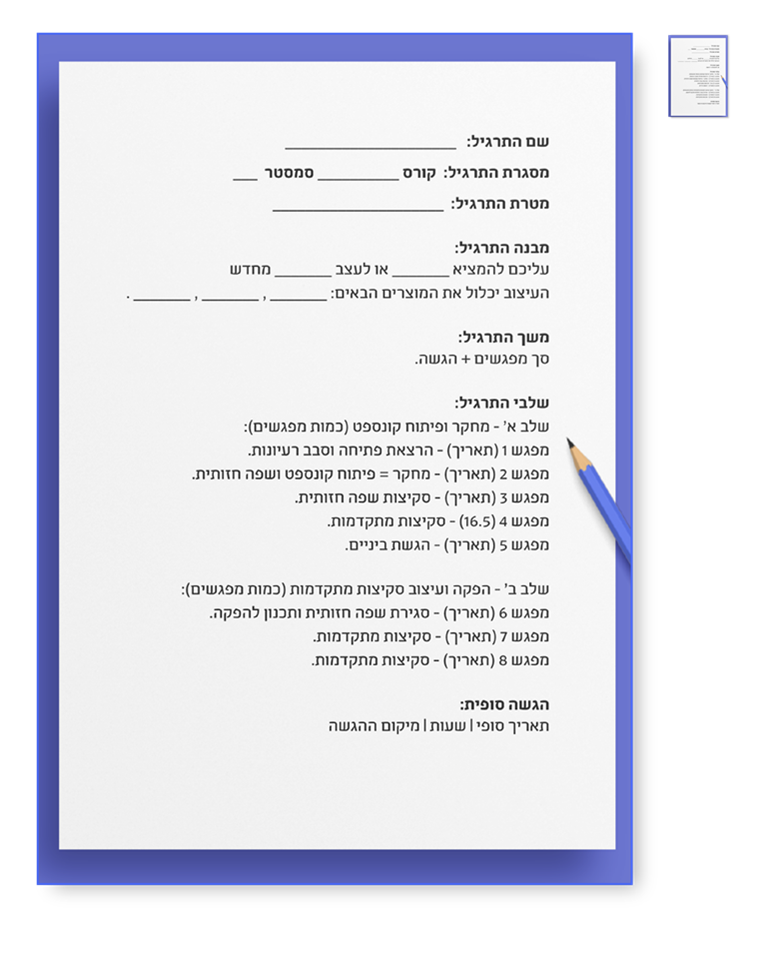 שם התרגיל: ____________________
מסגרת התרגיל: קורס __________ סמסטר ___
מטרת התרגיל: ____________________
מבנה התרגיל:
עליכם להמציא _______ או לעצב _______ מחדש
העיצוב יכלול את המוצרים הבאים: _______ , _______ , _______ .
משך התרגיל:
סך מפגשים + הגשה.
שלבי התרגיל:
שלב א' - מחקר ופיתוח קונספט (כמות מפגשים):
מפגש 1 (תאריך) - הרצאת פתיחה וסבב רעיונות.
מפגש 2 (תאריך) - מחקר = פיתוח קונספט ושפה חזותית.
מפגש 3 (תאריך) - סקיצות שפה חזותית.
מפגש 4 (16.5) - סקיצות מתקדמות.
מפגש 5 (תאריך) - הגשת ביניים.
שלב ב' - הפקה ועיצוב סקיצות מתקדמות (כמות מפגשים):
מפגש 6 (תאריך) - סגירת שפה חזותית ותכנון להפקה.
מפגש 7 (תאריך) - סקיצות מתקדמות.
מפגש 8 (תאריך) - סקיצות מתקדמות.
הגשה סופית:
תאריך סופי | שעות | מיקום ההגשה